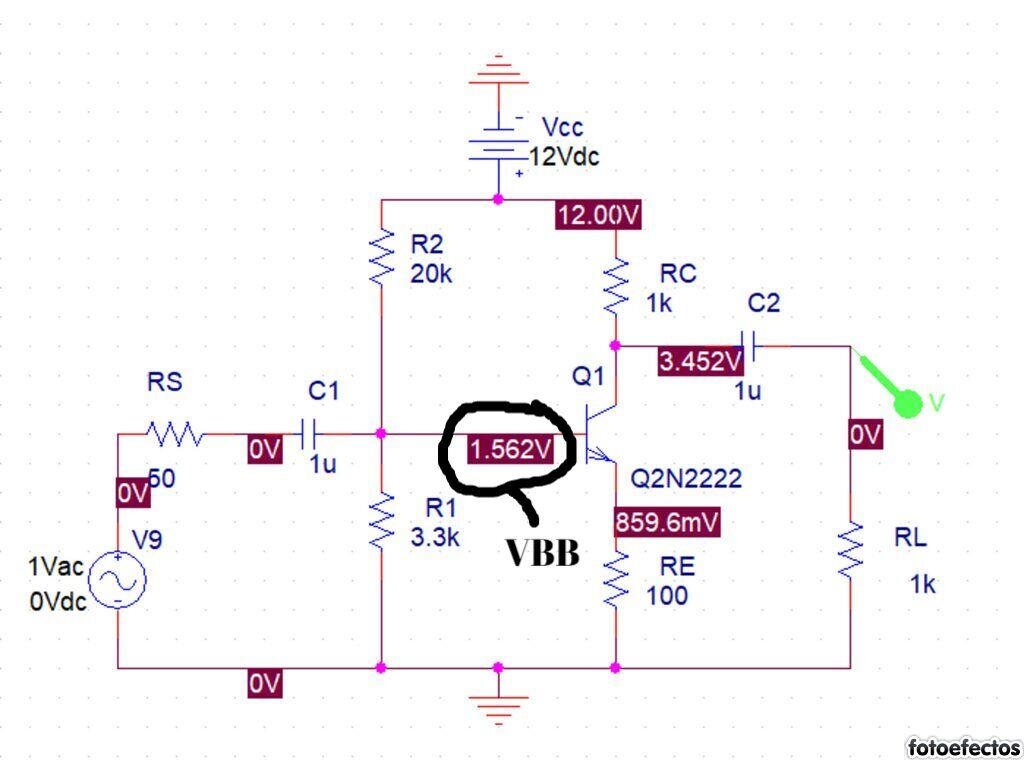 Vcc
12Vdc
12.00V
R2
20k
RC
1k
C2
3.452V
1u
RS
C1
Q1
V
0V
1.562V
0V
1u
50
0V
Q2N2222
R1
3.3k
859.6mV
V9
VBB
RL
1Vac
0Vdc
RE
100
1k
0V
fotoefectos